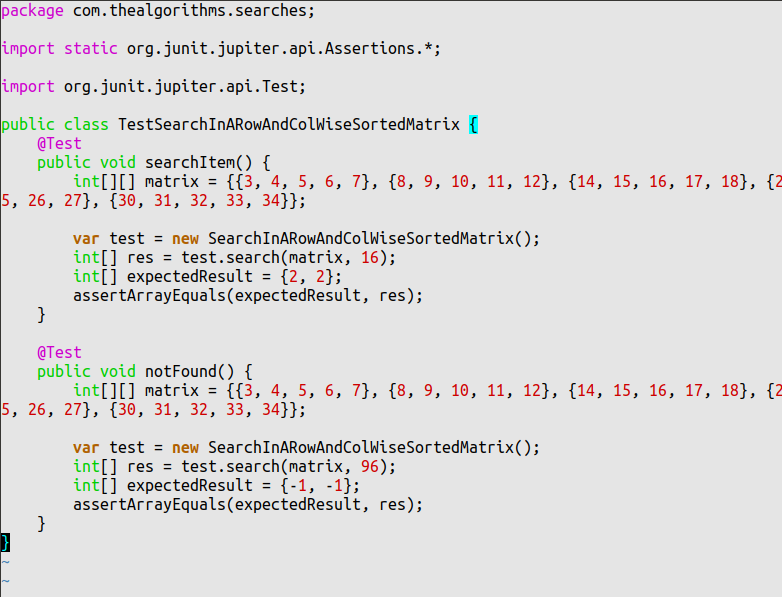 package com.thealgorithms.searches;
import static org.junit.jupiter.api.Assertions.*;
import org.junit.jupiter.api.Test;
public class TestSearchInARowAndColWiseSortedMatrix {
    @Test
    public void searchItem() {
        int[][] matrix = {{3, 4, 5, 6, 7}, {8, 9, 10, 11, 12}, {14, 15, 16, 17, 18}, {2
5, 26, 27}, {30, 31, 32, 33, 34}};
        var test = new SearchInARowAndColWiseSortedMatrix();
        int[] res = test.search(matrix, 16);
        int[] expectedResult = {2, 2};
        assertArrayEquals(expectedResult, res);
    }
    @Test
    public void notFound() {
        int[][] matrix = {{3, 4, 5, 6, 7}, {8, 9, 10, 11, 12}, {14, 15, 16, 17, 18}, {2
5, 26, 27}, {30, 31, 32, 33, 34}};
        var test = new SearchInARowAndColWiseSortedMatrix();
        int[] res = test.search(matrix, 96);
        int[] expectedResult = {-1, -1};
        assertArrayEquals(expectedResult, res);
    }
}
~
~